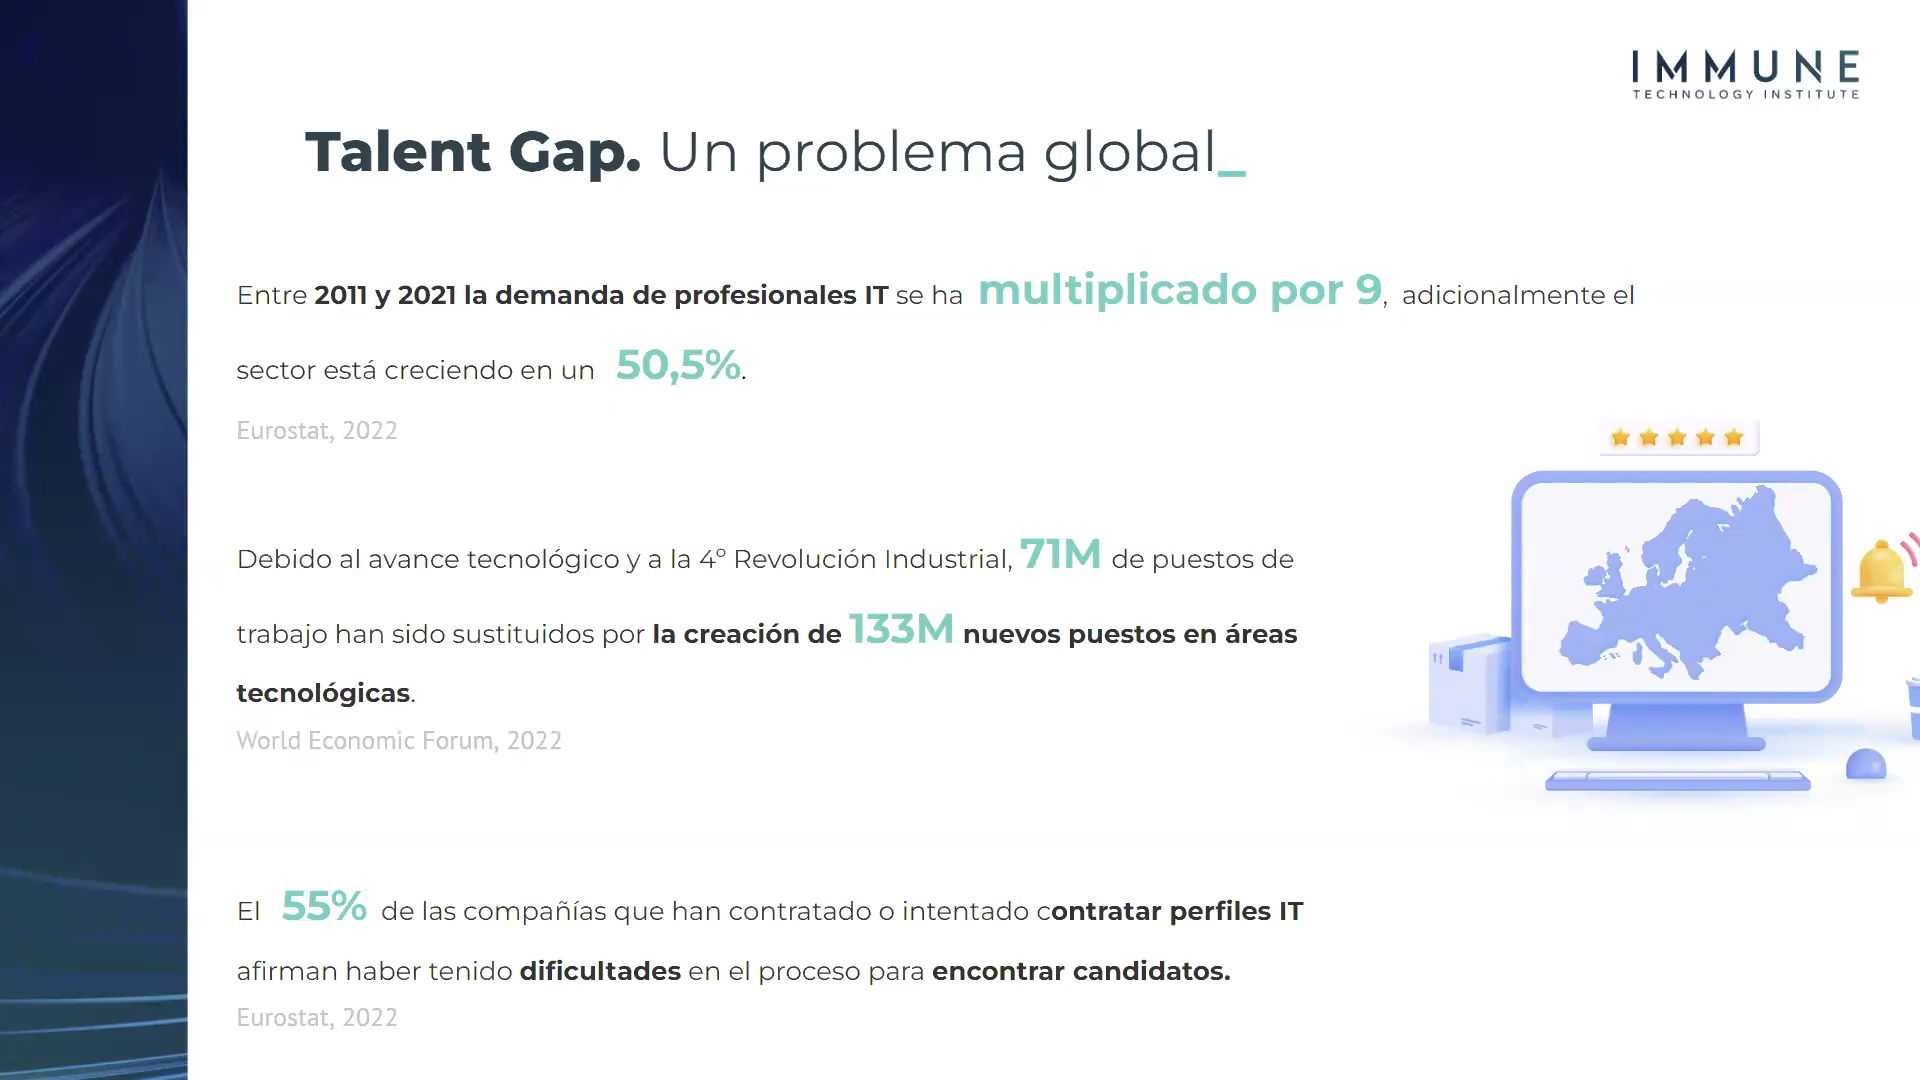 IMMUNE
TECHNOLOGY INSTITUTE
Talent Gap. Un problema global_
Entre 2011 y 2021 la demanda de profesionales IT se ha multiplicado por 9, adicionalmente el
sector está creciendo en un 50,5%.
Eurostat, 2022
Debido al avance tecnológico y a la 4º Revolución Industrial, 71M de puestos de
trabajo han sido sustituidos por la creación de 133M nuevos puestos en áreas
tecnológicas.
World Economic Forum, 2022
El 55% de las compañías que han contratado o intentado contratar perfiles IT
afirman haber tenido dificultades en el proceso para encontrar candidatos.
Eurostat, 2022